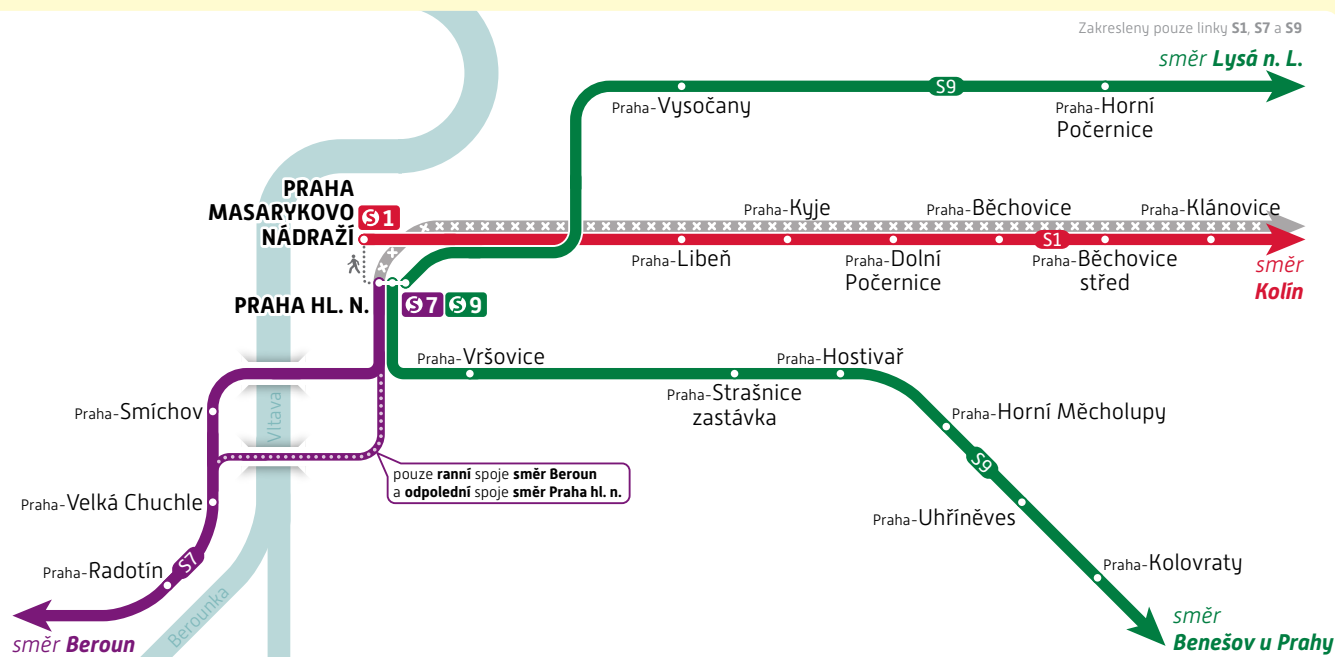 Zakresleny pouze linky S1, S7 a S9
směr Lysá n. L.
S9
Praha-Vysočany
Praha-Horní
Počernice
PRAHA
MASARYKOVO
NÁDRAŽÍ
S1
Praha-Kyje
Praha-Běchovice
Praha-Klánovice
S1
Praha-Libeň
Praha-Dolní
Počernice
Praha-Běchovice
střed
směr
Kolín
PRAHA HL. N.
S7
S9
Praha-Vršovice
Praha-Hostivař
Praha-Strašnice
zastávka
Praha-Smíchov
Vltava
Praha-Horní Měcholupy
pouze ranní spoje směr Beroun
a odpolední spoje směr Praha hl. n.
S9
Praha-Velká Chuchle
Praha-Uhříněves
S7
Praha-Radotín
Praha-Kolovraty
Berounka
směr Beroun
směr
Benešov u Prahy